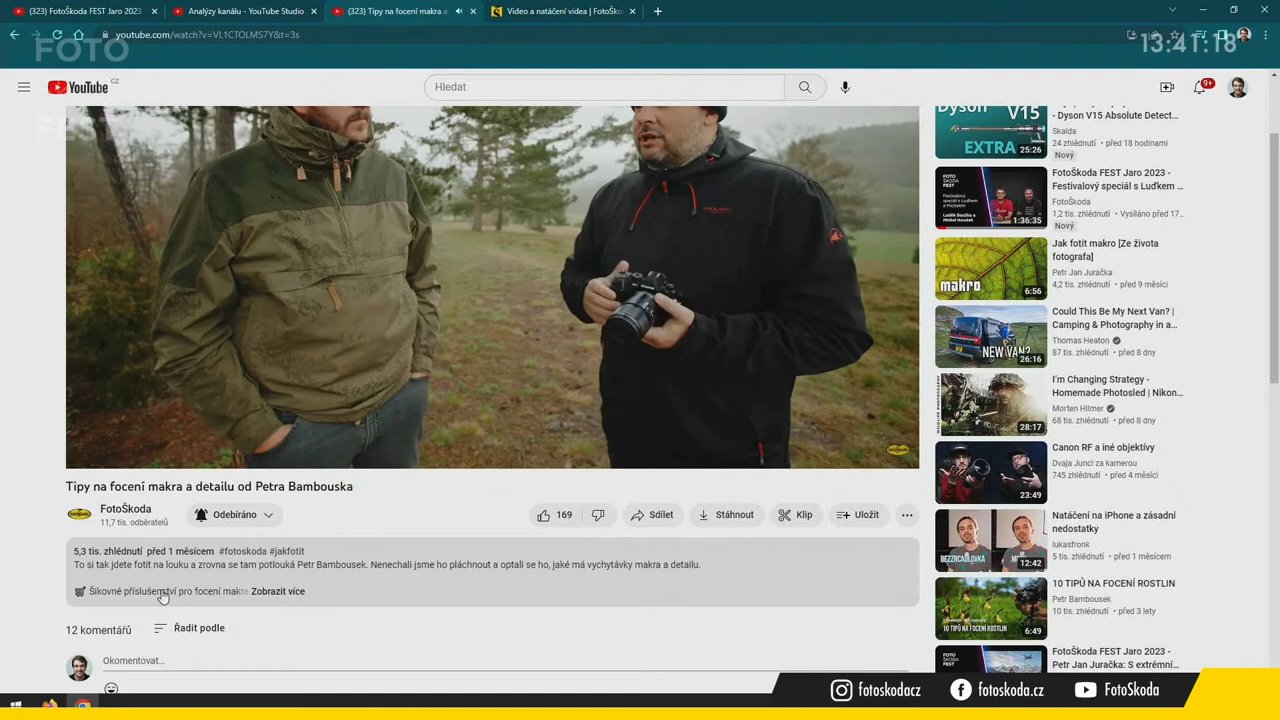 (323) FotoŠkoda FEST Jaro 2023
Analýzy kanálu - YouTube Studio
(323) Tipy na focení makra a
Video a natáčení videa | FotoŠk
youtube.com/watch?v=VL1CTOLMS7Y&t=3s
FOTO
FEST
13:41:18
YouTube CZ
Hledat
9+
Dyson V15
EXTRA
25:26
- Dyson V15 Absolute Detect...
Skalda
24 zhlédnutí • před 18 hodinami
Nový
FOTO
ŠKODA
FEST
1:36:35
FotoŠkoda FEST Jaro 2023 -
Festivalový speciál s Luďkem ...
FotoŠkoda
1,2 tis. zhlédnutí • Vysíláno před 17...
Nový
makro
6:56
Jak fotit makro [Ze života
fotografa]
Petr Jan Juračka
4,2 tis. zhlédnutí • před 9 měsíci
NEW VAN?
26:16
Could This Be My Next Van? |
Camping & Photography in a...
Thomas Heaton
87 tis. zhlédnutí • před 8 dny
28:17
I'm Changing Strategy -
Homemade Photosled | Nikon...
Morten Hilmer
68 tis. zhlédnutí • před 8 dny
23:49
Canon RF a iné objektívy
Dvaja Junci za kamerou
745 zhlédnutí • před 4 měsíci
12:42
Natáčení na iPhone a zásadní
nedostatky
lukasfronk
5 tis. zhlédnutí • před 1 měsícem
10 TIPŮ NA FOCENÍ ROSTLIN
6:49
10 TIPŮ NA FOCENÍ ROSTLIN
Petr Bambousek
10 tis. zhlédnutí • před 3 lety
FotoŠkoda FEST Jaro 2023 -
Petr Jan Juračka: S extrémní...
Tipy na focení makra a detailu od Petra Bambouska
FotoŠkoda
11,7 tis. odběratelů
Odebíráno
169
Sdílet
Stáhnout
Klip
Uložit
5,3 tis. zhlédnutí před 1 měsícem #fotoskoda #jakfotit
To si tak jdete fotit na louku a zrovna se tam potlouká Petr Bambousek. Nenechali jsme ho pláchnout a optali se ho, jaké má vychytávky makra a detailu.
Šikovné příslušenství pro focení makra Zobrazit více
12 komentářů
Řadit podle
Okomentovat...
fotoskodacz
fotoskoda.cz
FotoSkoda